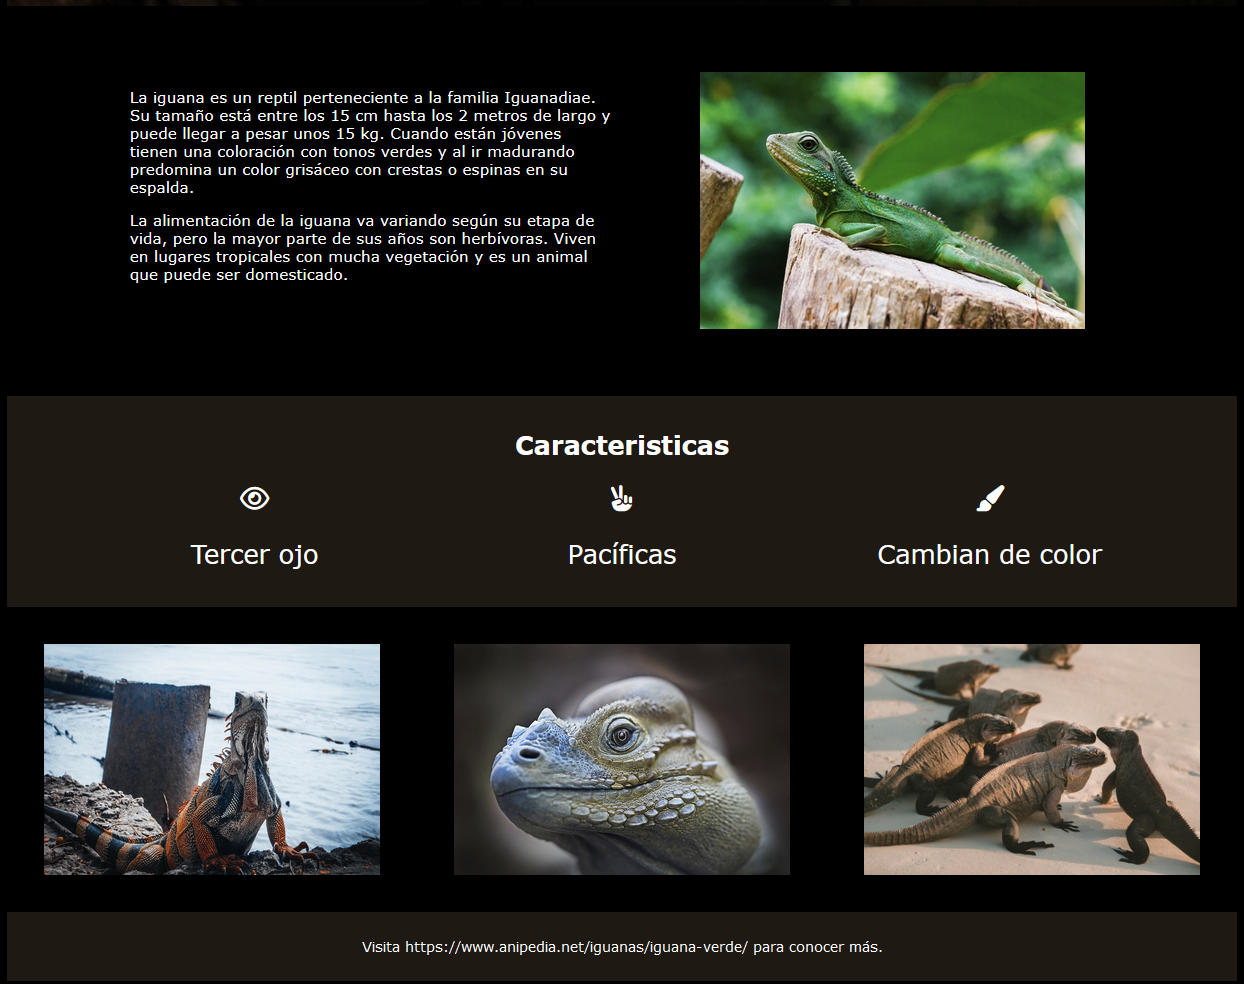 La iguana es un reptil perteneciente a la familia Iguanadiae.
Su tamaño está entre los 15 cm hasta los 2 metros de largo y
puede llegar a pesar unos 15 kg. Cuando están jóvenes
tienen una coloración con tonos verdes y al ir madurando
predomina un color grisáceo con crestas o espinas en su
espalda.
La alimentación de la iguana va variando según su etapa de
vida, pero la mayor parte de sus años son herbívoras. Viven
en lugares tropicales con mucha vegetación y es un animal
que puede ser domesticado.
Caracteristicas
Tercer ojo
Pacíficas
Cambian de color
Visita https://www.anipedia.net/iguanas/iguana-verde/ para conocer más.